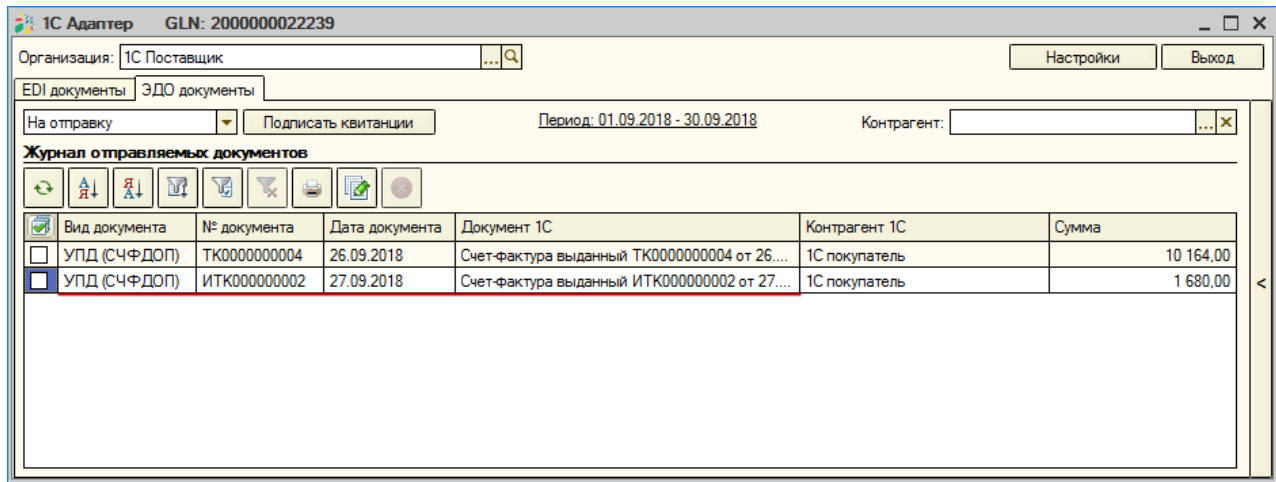 1С Адаптер GLN: 2000000022239
Организация: 1С Поставщик ... Настройки Выход
EDI документы ЭДО документы
На отправку Подписать квитанции Период: 01.09.2018 - 30.09.2018 Контрагент: ...
Журнал отправляемых документов
Вид документа № документа Дата документа Документ 1С Контрагент 1С Сумма
УПД (СЧФДОП) ТК0000000004 26.09.2018 Счет-фактура выданный ТК0000000004 от 26.... 1С покупатель 10 164,00
УПД (СЧФДОП) ИТК000000002 27.09.2018 Счет-фактура выданный ИТК000000002 от 27.... 1С покупатель 1 680,00
<